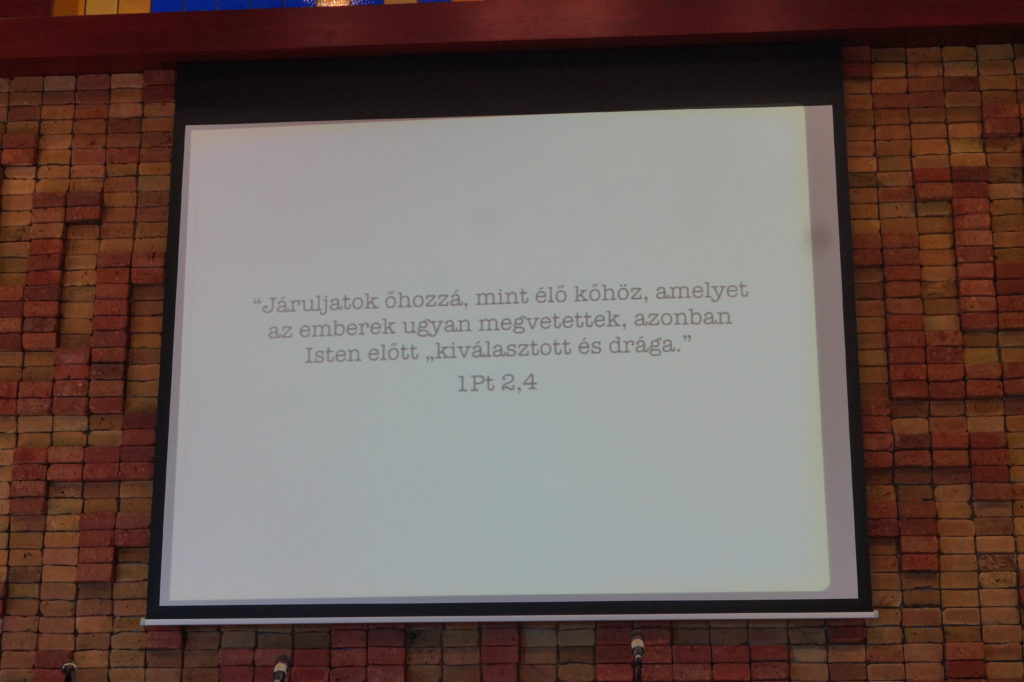 “Járuljatok őhozzá, mint élő kőhöz, amelyet
az emberek ugyan megvetettek, azonban
Isten előtt „kiválasztott és drága.”
1Pt 2,4